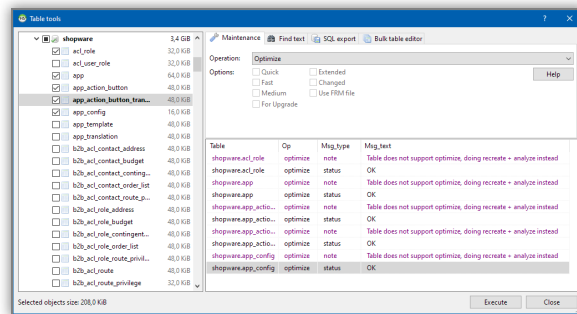 Table tools
shopware 3,4 GiB
acl_role 32,0 KiB
acl_user_role 32,0 KiB
app 64,0 KiB
app_action_button 48,0 KiB
app_action_button_tran... 48,0 KiB
app_config 16,0 KiB
app_template 48,0 KiB
app_translation 48,0 KiB
b2b_acl_contact_address 48,0 KiB
b2b_acl_contact_budget 48,0 KiB
b2b_acl_contact_conting... 48,0 KiB
b2b_acl_contact_order_list 48,0 KiB
b2b_acl_contact_route_p... 48,0 KiB
b2b_acl_role_address 48,0 KiB
b2b_acl_role_budget 48,0 KiB
b2b_acl_role_contingent... 48,0 KiB
b2b_acl_role_order_list 48,0 KiB
b2b_acl_role_route_privil... 48,0 KiB
b2b_acl_route 48,0 KiB
b2b_acl_route_privilege 32,0 KiB
Maintenance Find text SQL export Bulk table editor
Operation: Optimize
Options: Quick Extended
Fast Changed
Medium Use FRM file
For Upgrade
Help
Table Op Msg_type Msg_text
shopware.acl_role optimize note Table does not support optimize, doing recreate + analyze instead
shopware.acl_role optimize status OK
shopware.app optimize note Table does not support optimize, doing recreate + analyze instead
shopware.app optimize status OK
shopware.app_actio... optimize note Table does not support optimize, doing recreate + analyze instead
shopware.app_actio... optimize status OK
shopware.app_actio... optimize note Table does not support optimize, doing recreate + analyze instead
shopware.app_actio... optimize status OK
shopware.app_config optimize note Table does not support optimize, doing recreate + analyze instead
shopware.app_config optimize status OK
Selected objects size: 208,0 KiB
Execute Close